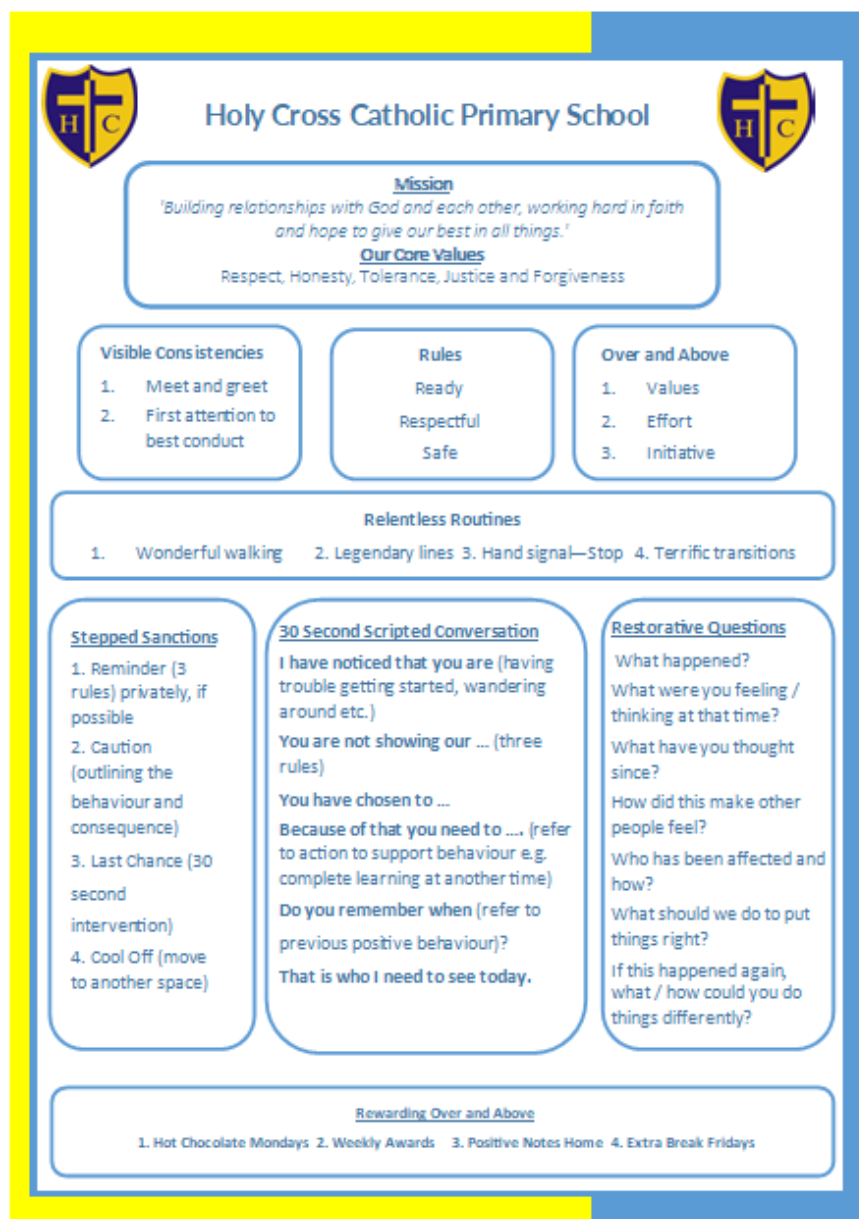 H C
H C
Holy Cross Catholic Primary School
Mission
'Building relationships with God and each other, working hard in faith
and hope to give our best in all things.'
Our Core Values
Respect, Honesty, Tolerance, Justice and Forgiveness
Visible Consistencies
1. Meet and greet
2. First attention to
best conduct
Rules
Ready
Respectful
Safe
Over and Above
1. Values
2. Effort
3. Initiative
Relentless Routines
1. Wonderful walking 2. Legendary lines 3. Hand signal—Stop 4. Terrific transitions
Stepped Sanctions
1. Reminder (3
rules) privately, if
possible
2. Caution
(outlining the
behaviour and
consequence)
3. Last Chance (30
second
intervention)
4. Cool Off (move
to another space)
30 Second Scripted Conversation
I have noticed that you are (having
trouble getting started, wandering
around etc.)
You are not showing our ... (three
rules)
You have chosen to ...
Because of that you need to .... (refer
to action to support behaviour e.g.
complete learning at another time)
Do you remember when (refer to
previous positive behaviour)?
That is who I need to see today.
Restorative Questions
What happened?
What were you feeling /
thinking at that time?
What have you thought
since?
How did this make other
people feel?
Who has been affected and
how?
What should we do to put
things right?
If this happened again,
what / how could you do
things differently?
Rewarding Over and Above
1. Hot Chocolate Mondays 2. Weekly Awards 3. Positive Notes Home 4. Extra Break Fridays